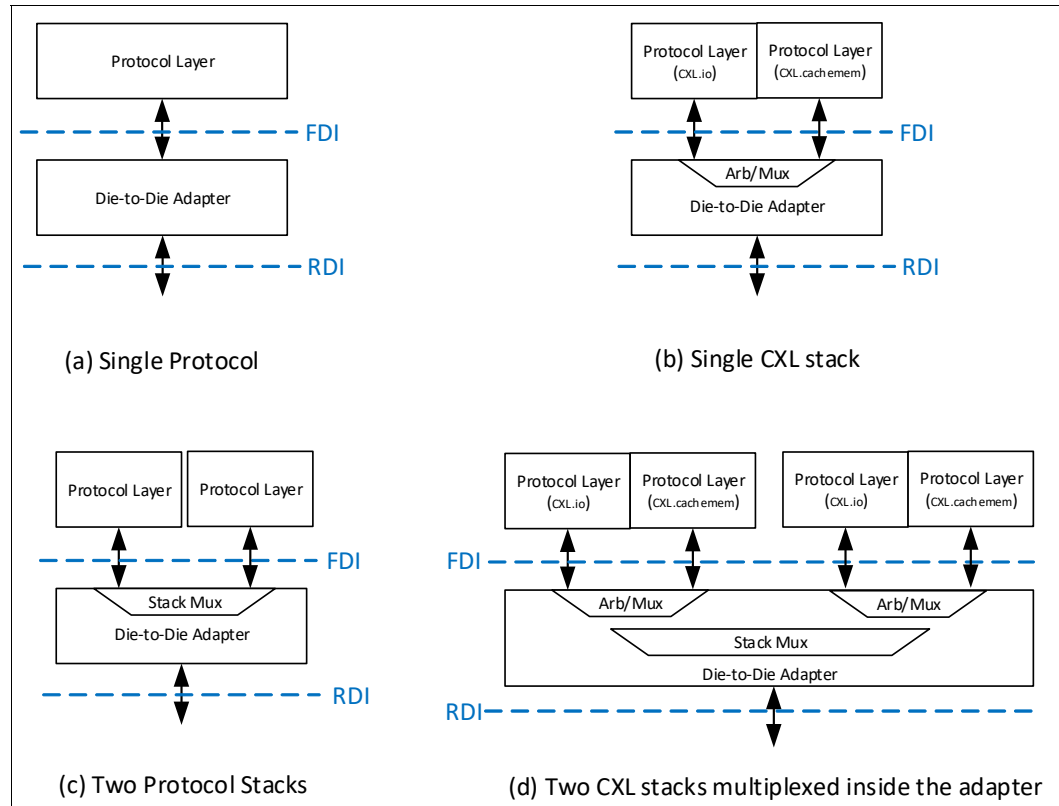 Protocol Layer
FDI
Die-to-Die Adapter
RDI
(a) Single Protocol
Protocol Layer
(CXL.io)
Protocol Layer
(CXL.cachemem)
FDI
Arb/Mux
Die-to-Die Adapter
RDI
(b) Single CXL stack
Protocol Layer
Protocol Layer
FDI
Stack Mux
Die-to-Die Adapter
RDI
(c) Two Protocol Stacks
Protocol Layer
(CXL.io)
Protocol Layer
(CXL.cachemem)
Protocol Layer
(CXL.io)
Protocol Layer
(CXL.cachemem)
FDI
Arb/Mux
Arb/Mux
Stack Mux
Die-to-Die Adapter
RDI
(d) Two CXL stacks multiplexed inside the adapter